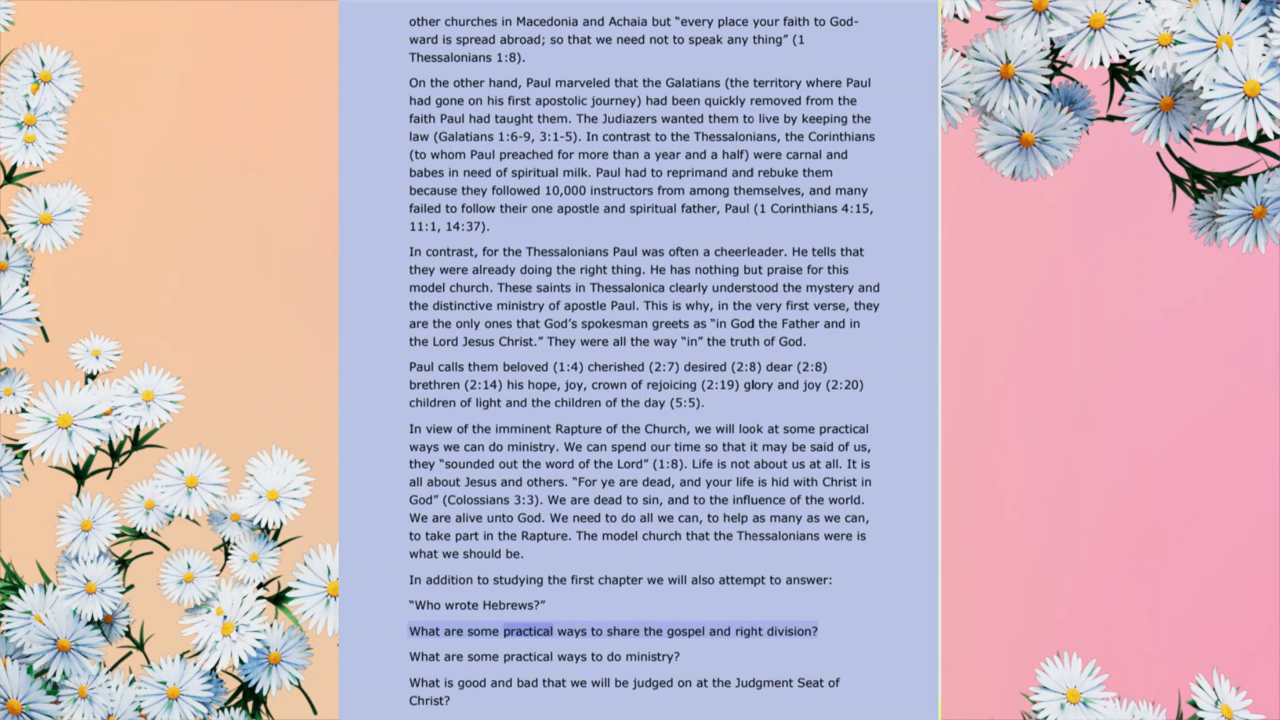 other churches in Macedonia and Achaia but “every place your faith to God-
ward is spread abroad; so that we need not to speak any thing” (1
Thessalonians 1:8).
On the other hand, Paul marveled that the Galatians (the territory where Paul
had gone on his first apostolic journey) had been quickly removed from the
faith Paul had taught them. The Judiazers wanted them to live by keeping the
law (Galatians 1:6-9, 3:1-5). In contrast to the Thessalonians, the Corinthians
(to whom Paul preached for more than a year and a half) were carnal and
babes in need of spiritual milk. Paul had to reprimand and rebuke them
because they followed 10,000 instructors from among themselves, and many
failed to follow their one apostle and spiritual father, Paul (1 Corinthians 4:15,
11:1, 14:37).
In contrast, for the Thessalonians Paul was often a cheerleader. He tells that
they were already doing the right thing. He has nothing but praise for this
model church. These saints in Thessalonica clearly understood the mystery and
the distinctive ministry of apostle Paul. This is why, in the very first verse, they
are the only ones that God’s spokesman greets as “in God the Father and in
the Lord Jesus Christ.” They were all the way “in” the truth of God.
Paul calls them beloved (1:4) cherished (2:7) desired (2:8) dear (2:8)
brethren (2:14) his hope, joy, crown of rejoicing (2:19) glory and joy (2:20)
children of light and the children of the day (5:5).
In view of the imminent Rapture of the Church, we will look at some practical
ways we can do ministry. We can spend our time so that it may be said of us,
they “sounded out the word of the Lord” (1:8). Life is not about us at all. It is
all about Jesus and others. “For ye are dead, and your life is hid with Christ in
God” (Colossians 3:3). We are dead to sin, and to the influence of the world.
We are alive unto God. We need to do all we can, to help as many as we can,
to take part in the Rapture. The model church that the Thessalonians were is
what we should be.
In addition to studying the first chapter we will also attempt to answer:
“Who wrote Hebrews?”
What are some practical ways to share the gospel and right division?
What are some practical ways to do ministry?
What is good and bad that we will be judged on at the Judgment Seat of
Christ?